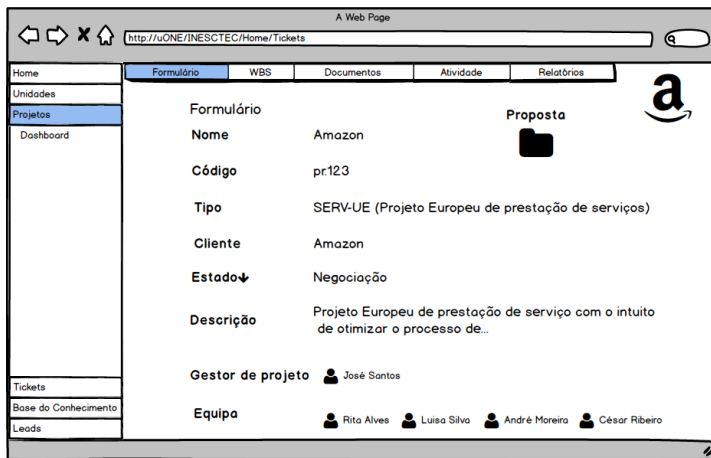 A Web Page
http://uONE/INESCTEC/Home/Tickets
Home
Unidades
Projetos
Dashboard
Tickets
Base do Conhecimento
Leads
Formulário WBS Documentos Atividade Relatórios
a
Formulário
Proposta
Nome Amazon
Código pr.123
Tipo SERV-UE (Projeto Europeu de prestação de serviços)
Cliente Amazon
Estado↓ Negociação
Descrição Projeto Europeu de prestação de serviço com o intuito
de otimizar o processo de...
Gestor de projeto José Santos
Equipa Rita Alves Luisa Silva André Moreira César Ribeiro